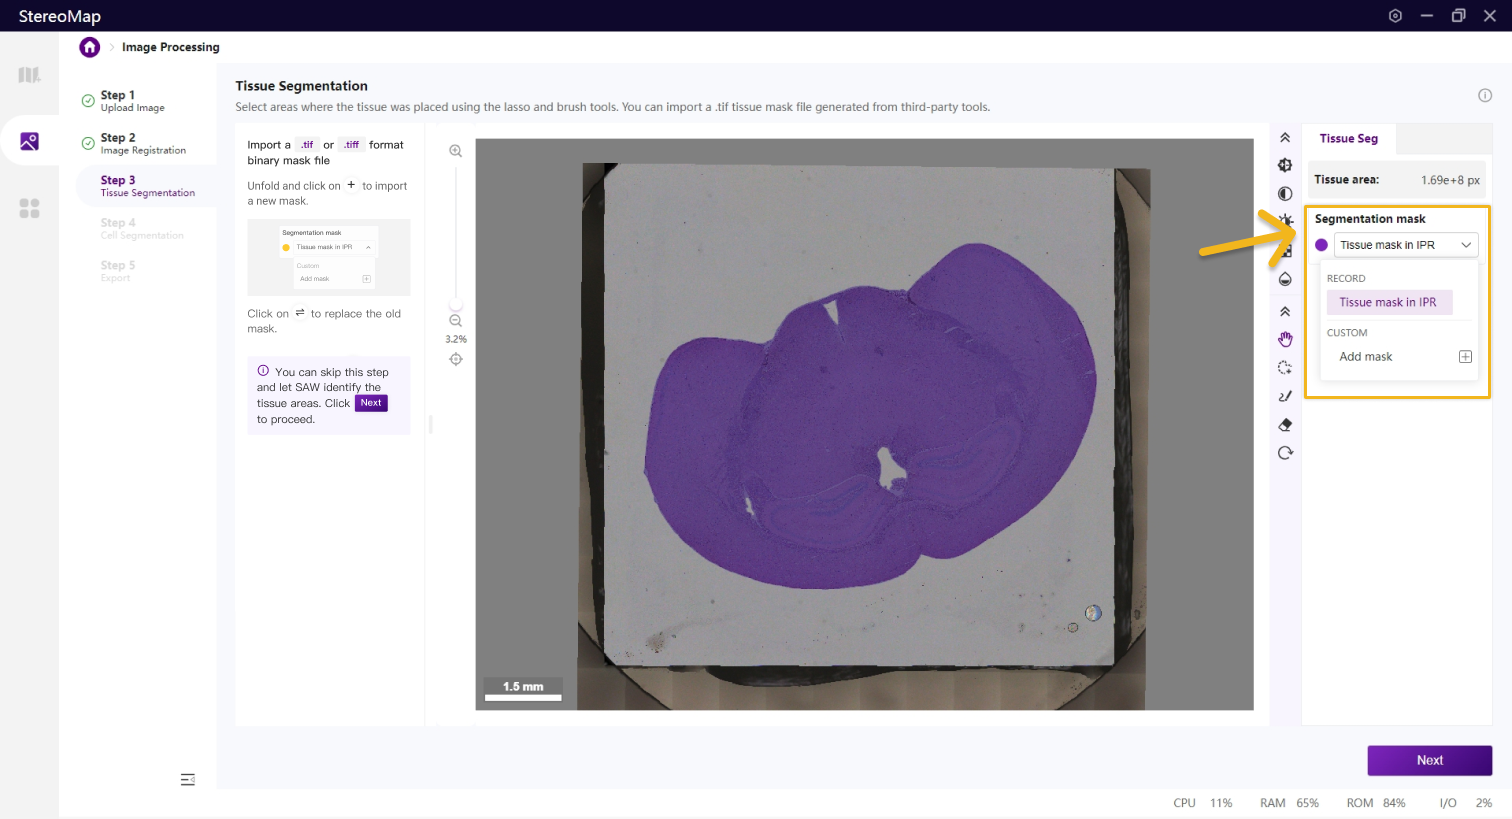 StereoMap
Image Processing
Step 1
Upload Image
Step 2
Image Registration
Step 3
Tissue Segmentation
Step 4
Cell Segmentation
Step 5
Export
Tissue Segmentation
Select areas where the tissue was placed using the lasso and brush tools. You can import a .tif tissue mask file generated from third-party tools.
Import a .tif or .tiff format
binary mask file
Unfold and click on + to import
a new mask.
Segmentation mask
Tissue mask in IPR
Custom
Add mask
Click on ⇌ to replace the old
mask.
You can skip this step
and let SAW identify the
tissue areas. Click Next
to proceed.
3.2%
1.5 mm
Tissue Seg
Tissue area: 1.69e+8 px
Segmentation mask
Tissue mask in IPR
RECORD
Tissue mask in IPR
CUSTOM
Add mask
Next
CPU 11% RAM 65% ROM 84% I/O 2%